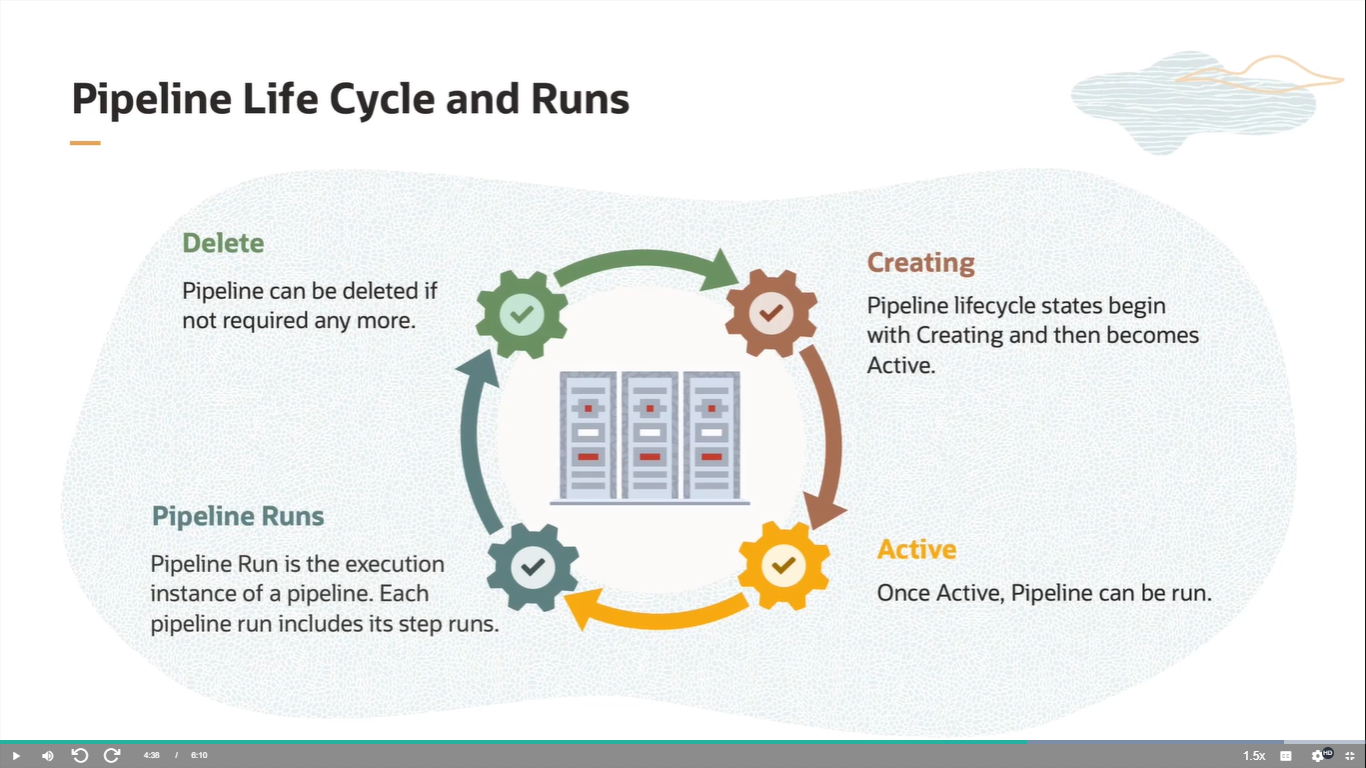 Pipeline Life Cycle and Runs
Delete
Pipeline can be deleted if
not required any more.
Creating
Pipeline lifecycle states begin
with Creating and then becomes
Active.
Pipeline Runs
Pipeline Run is the execution
instance of a pipeline. Each
pipeline run includes its step runs.
Active
Once Active, Pipeline can be run.
4:38 / 6:10
1.5x
HD